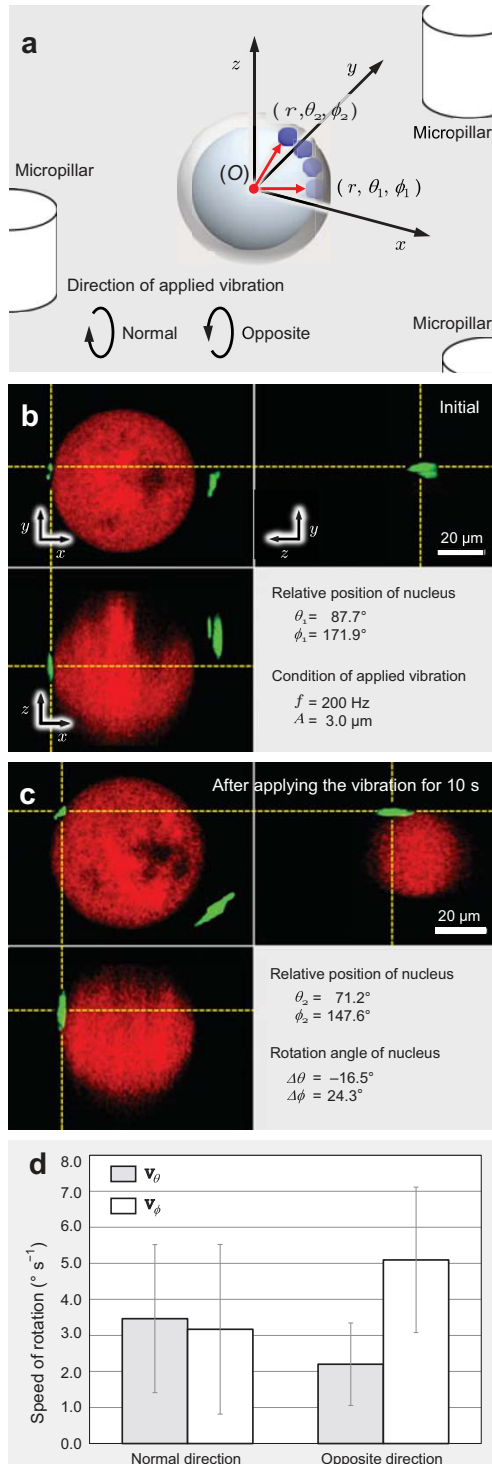 a
z
y
( r ,θ₂, ϕ₂ )
Micropillar
Micropillar
(O)
( r, θ₁, ϕ₁ )
x
Direction of applied vibration
Normal
Opposite
Micropillar
b
Initial
y
x
y
z
20 µm
Relative position of nucleus
θ₁= 87.7°
ϕ₁= 171.9°
Condition of applied vibration
f = 200 Hz
A = 3.0 µm
z
x
c
After applying the vibration for 10 s
20 µm
Relative position of nucleus
θ₂ = 71.2°
ϕ₂ = 147.6°
Rotation angle of nucleus
Δθ = –16.5°
Δϕ = 24.3°
d
Speed of rotation (° s⁻¹)
8.0
7.0
6.0
5.0
4.0
3.0
2.0
1.0
0.0
v_θ
v_ϕ
Normal direction
Opposite direction